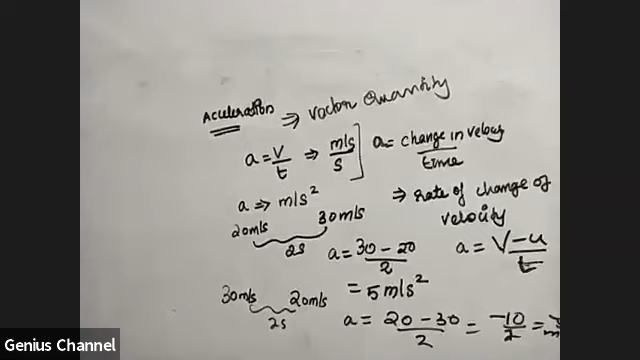 Aceleration ⇒ vector Quantity
a = v/t ⇒ m/s/s] a = change in velocity/time
a ⇒ m/s² ⇒ rate of change of velocity
20m/s 30m/s
2s a = 30 - 20/2 a = V - u/t
= 5 m/s²
30m/s 20m/s
2s a = 20 - 30/2 = -10/2 =
Genius Channel